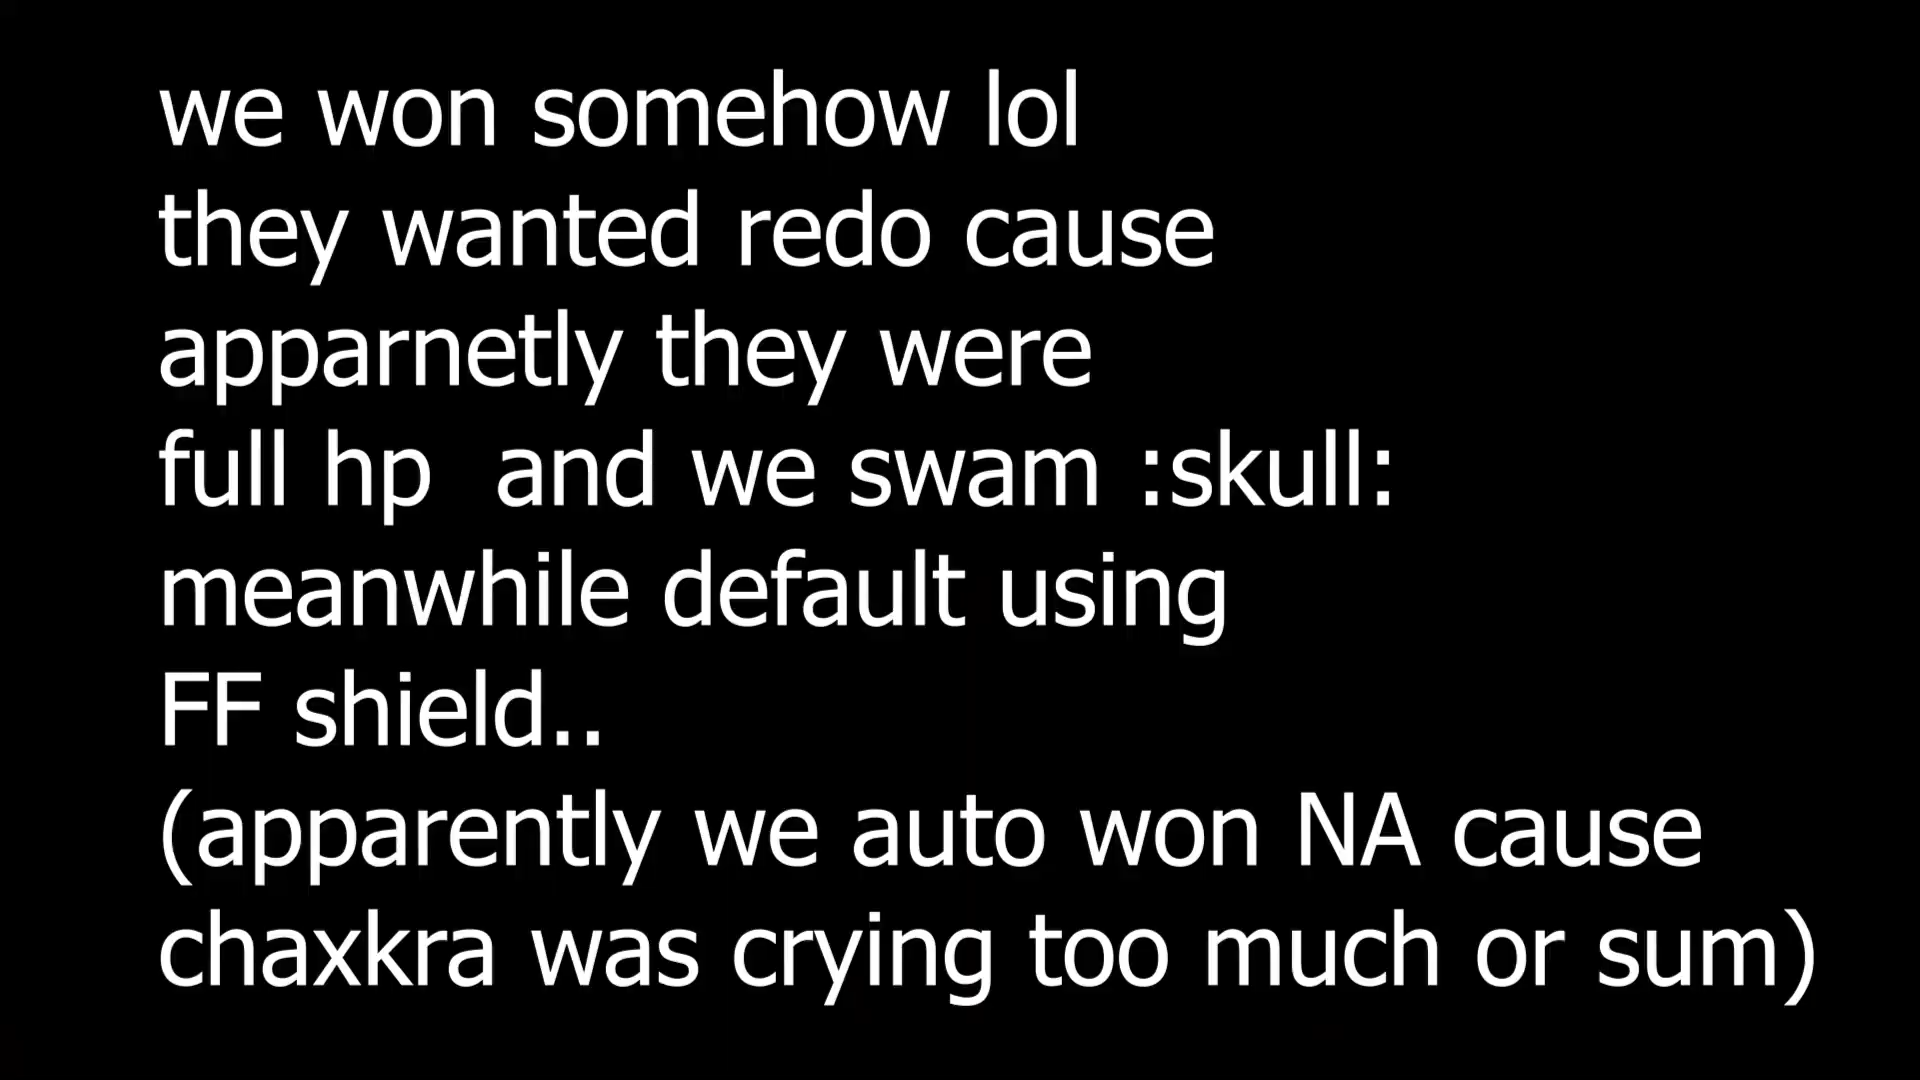 we won somehow lol
they wanted redo cause
apparnetly they were
full hp  and we swam :skull:
meanwhile default using
FF shield..
(apparently we auto won NA cause
chaxkra was crying too much or sum)